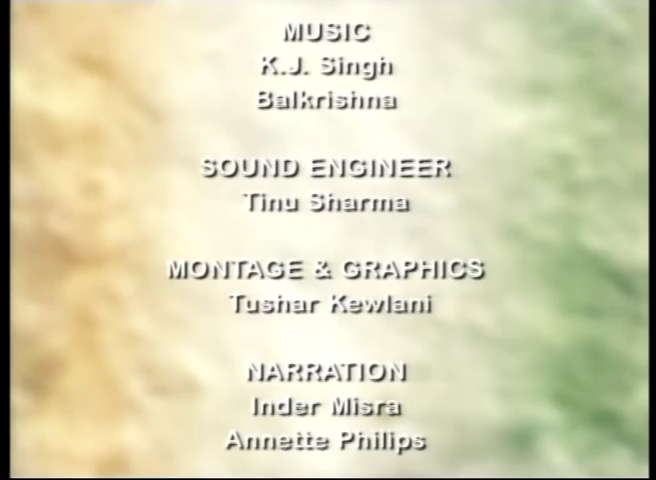 MUSIC
K.J. Singh
Balkrishna
SOUND ENGINEER
Tinu Sharma
MONTAGE & GRAPHICS
Tushar Kewlani
NARRATION
Inder Misra
Annette Philips